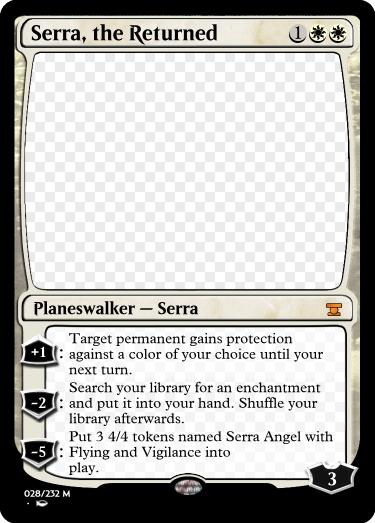 Serra, the Returned 1
Planeswalker — Serra
+1: Target permanent gains protection
against a color of your choice until your
next turn.
-2: Search your library for an enchantment
and put it into your hand. Shuffle your
library afterwards.
-5: Put 3 4/4 tokens named Serra Angel with
Flying and Vigilance into
play.
3
028/232 M